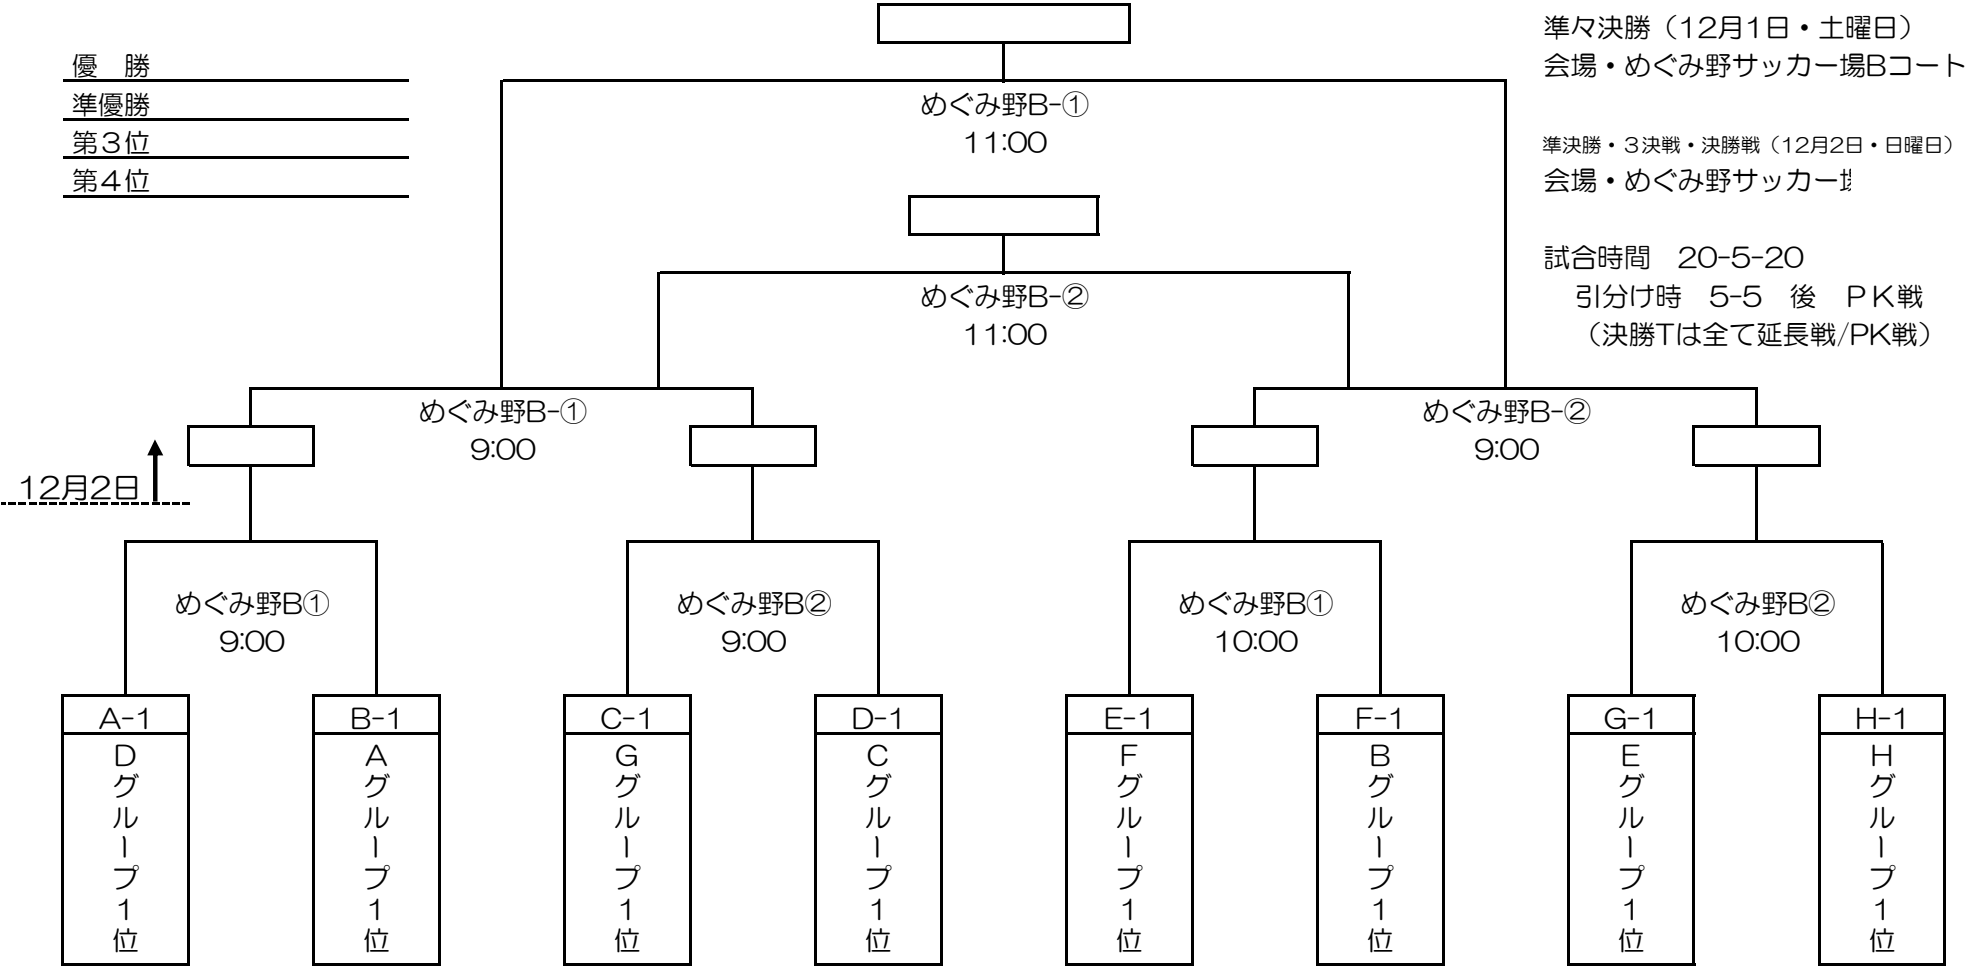 優　勝
準優勝
第３位
第４位
準々決勝（12月1日・土曜日）
会場・めぐみ野サッカー場Bコート
準決勝・３決戦・決勝戦（12月2日・日曜日）
会場・めぐみ野サッカー
試合時間　20-5-20
引分け時　5-5　後　ＰＫ戦
（決勝Tは全て延長戦/PK戦）
めぐみ野B-①
11:00
めぐみ野B-②
11:00
めぐみ野B-①
9:00
めぐみ野B-②
9:00
12月2日
めぐみ野B①
9:00
めぐみ野B②
9:00
めぐみ野B①
10:00
めぐみ野B②
10:00
A-1
B-1
C-1
D-1
E-1
F-1
G-1
H-1
Dグループ1位
Aグループ1位
Gグループ1位
Cグループ1位
Fグループ1位
Bグループ1位
Eグループ1位
Hグループ1位